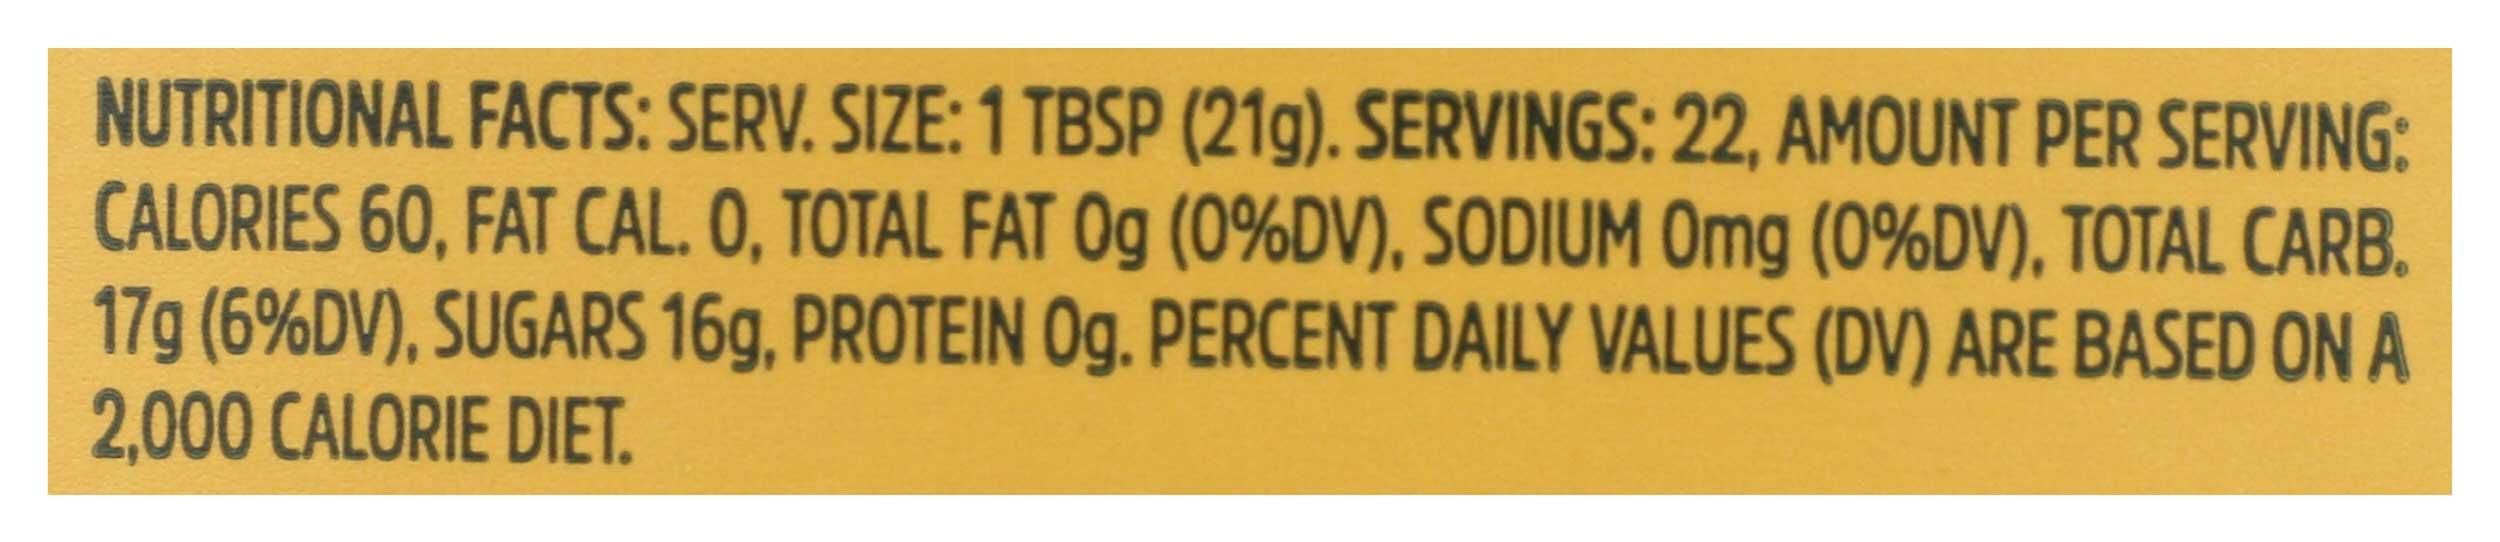 NUTRITIONAL FACTS: SERV. SIZE: 1 TBSP (21g). SERVINGS: 22, AMOUNT PER SERVING:
CALORIES 60, FAT CAL. 0, TOTAL FAT 0g (0%DV), SODIUM 0mg (0%DV), TOTAL CARB.
17g (6%DV), SUGARS 16g, PROTEIN 0g. PERCENT DAILY VALUES (DV) ARE BASED ON A
2,000 CALORIE DIET.